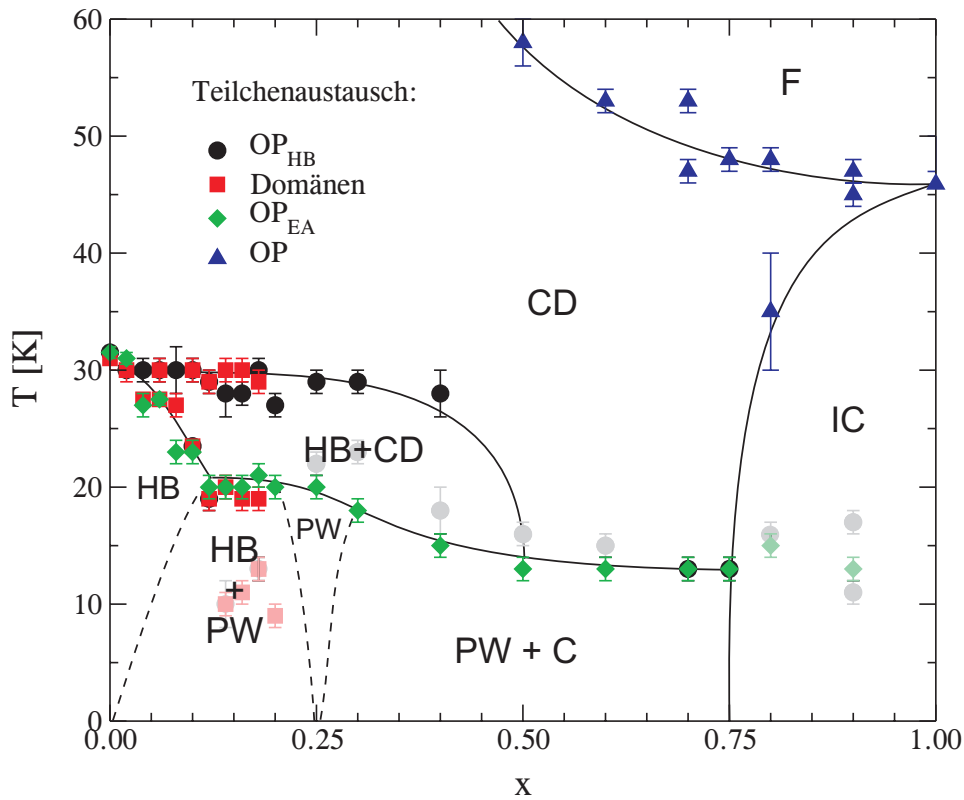 60
50
40
30
20
10
0
T [K]
Teilchenaustausch:
OP_HB
Domänen
OP_EA
OP
F
CD
IC
HB+CD
HB
PW
HB
+
PW
PW + C
0.00
0.25
0.50
0.75
1.00
x